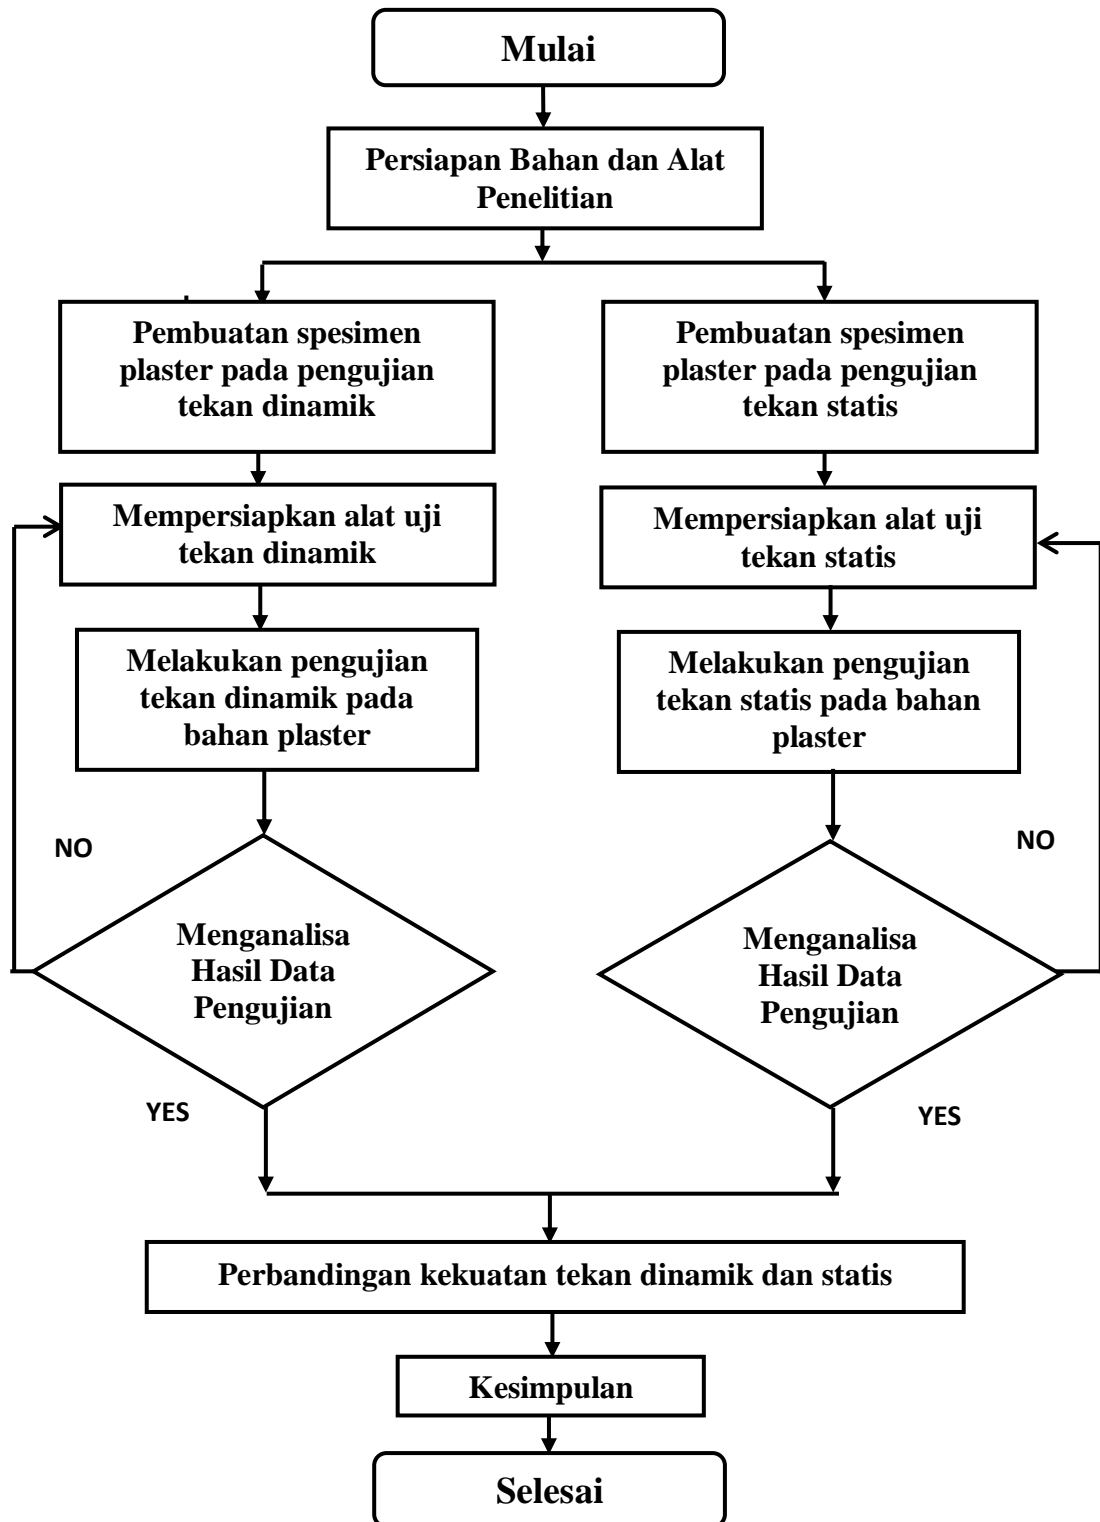 Mulai
Persiapan Bahan dan Alat
Penelitian
Pembuatan spesimen
plaster pada pengujian
tekan dinamik
Pembuatan spesimen
plaster pada pengujian
tekan statis
Mempersiapkan alat uji
tekan dinamik
Mempersiapkan alat uji
tekan statis
Melakukan pengujian
tekan dinamik pada
bahan plaster
Melakukan pengujian
tekan statis pada bahan
plaster
NO
NO
Menganalisa
Hasil Data
Pengujian
Menganalisa
Hasil Data
Pengujian
YES
YES
Perbandingan kekuatan tekan dinamik dan statis
Kesimpulan
Selesai